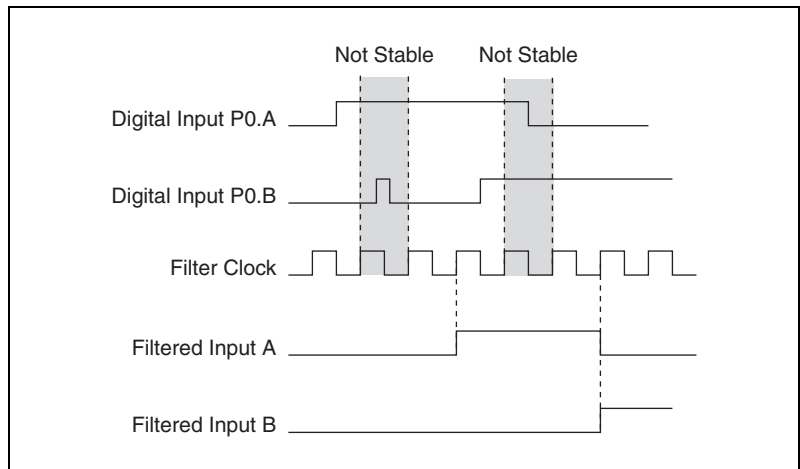 Not Stable Not Stable
Digital Input P0.A
Digital Input P0.B
Filter Clock
Filtered Input A
Filtered Input B